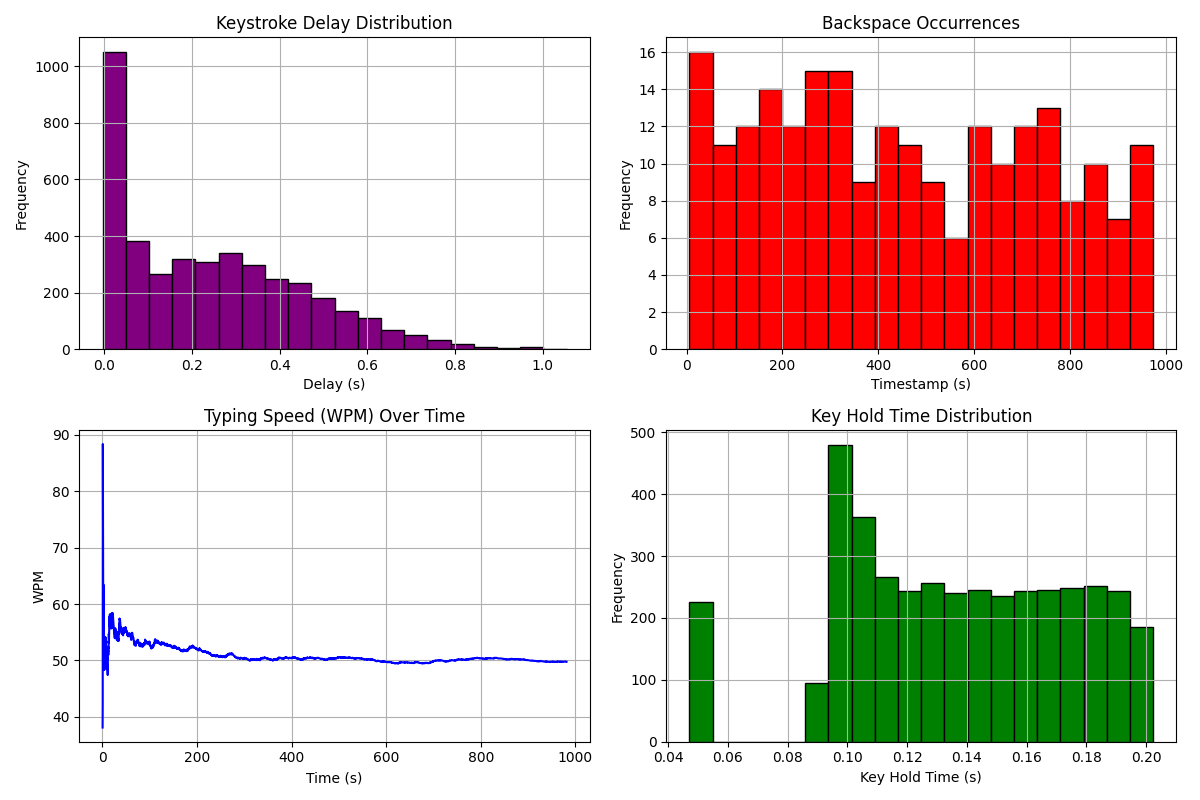 Keystroke Delay Distribution
1000
800
600
400
200
0
Frequency
0.0 0.2 0.4 0.6 0.8 1.0
Delay (s)
Backspace Occurrences
16
14
12
10
8
6
4
2
0
Frequency
0 200 400 600 800 1000
Timestamp (s)
Typing Speed (WPM) Over Time
90
80
70
60
50
40
WPM
0 200 400 600 800 1000
Time (s)
Key Hold Time Distribution
500
400
300
200
100
0
Frequency
0.04 0.06 0.08 0.10 0.12 0.14 0.16 0.18 0.20
Key Hold Time (s)